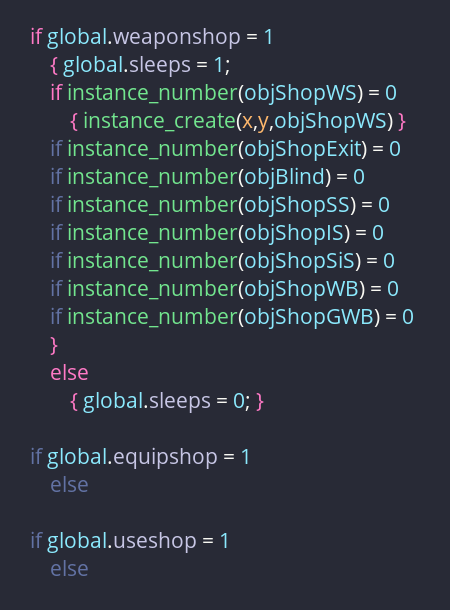 if global.weaponshop = 1
{ global.sleeps = 1;
if instance_number(objShopWS) = 0
{ instance_create(x,y,objShopWS) }
if instance_number(objShopExit) = 0
if instance_number(objBlind) = 0
if instance_number(objShopSS) = 0
if instance_number(objShopIS) = 0
if instance_number(objShopSiS) = 0
if instance_number(objShopWB) = 0
if instance_number(objShopGWB) = 0
}
else
{ global.sleeps = 0; }
if global.equipshop = 1
else
if global.useshop = 1
else